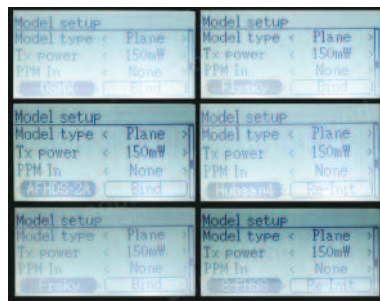 Model setup
Model type < Plane >
Tx power < 150mW >
PPM In < None >
DSMX Bind
Model setup
Model type < Plane >
Tx power < 150mW >
PPM In < None >
Flysky Bind
Model setup
Model type < Plane >
Tx power < 150mW >
PPM In < None >
AFHDS-2A Bind
Model setup
Model type < Plane >
Tx power < 150mW >
PPM In < None >
Hubsan4 Re-Init
Model setup
Model type < Plane >
Tx power < 150mW >
PPM In < None >
Frsky Bind
Model setup
Model type < Plane >
Tx power < 150mW >
PPM In < None >
Re-Init